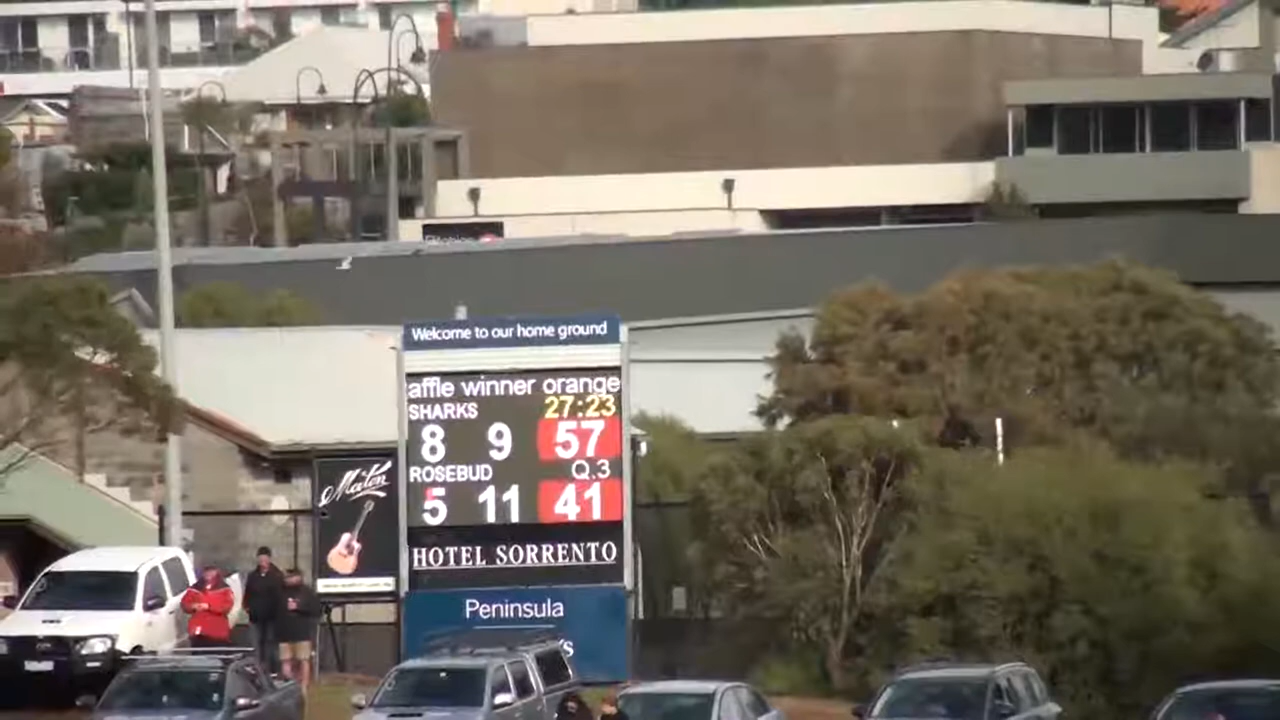 Welcome to our home ground
affle winner orange
SHARKS 27:23
8 9 57
ROSEBUD Q.3
5 11 41
Maton
HOTEL SORRENTO
Peninsula